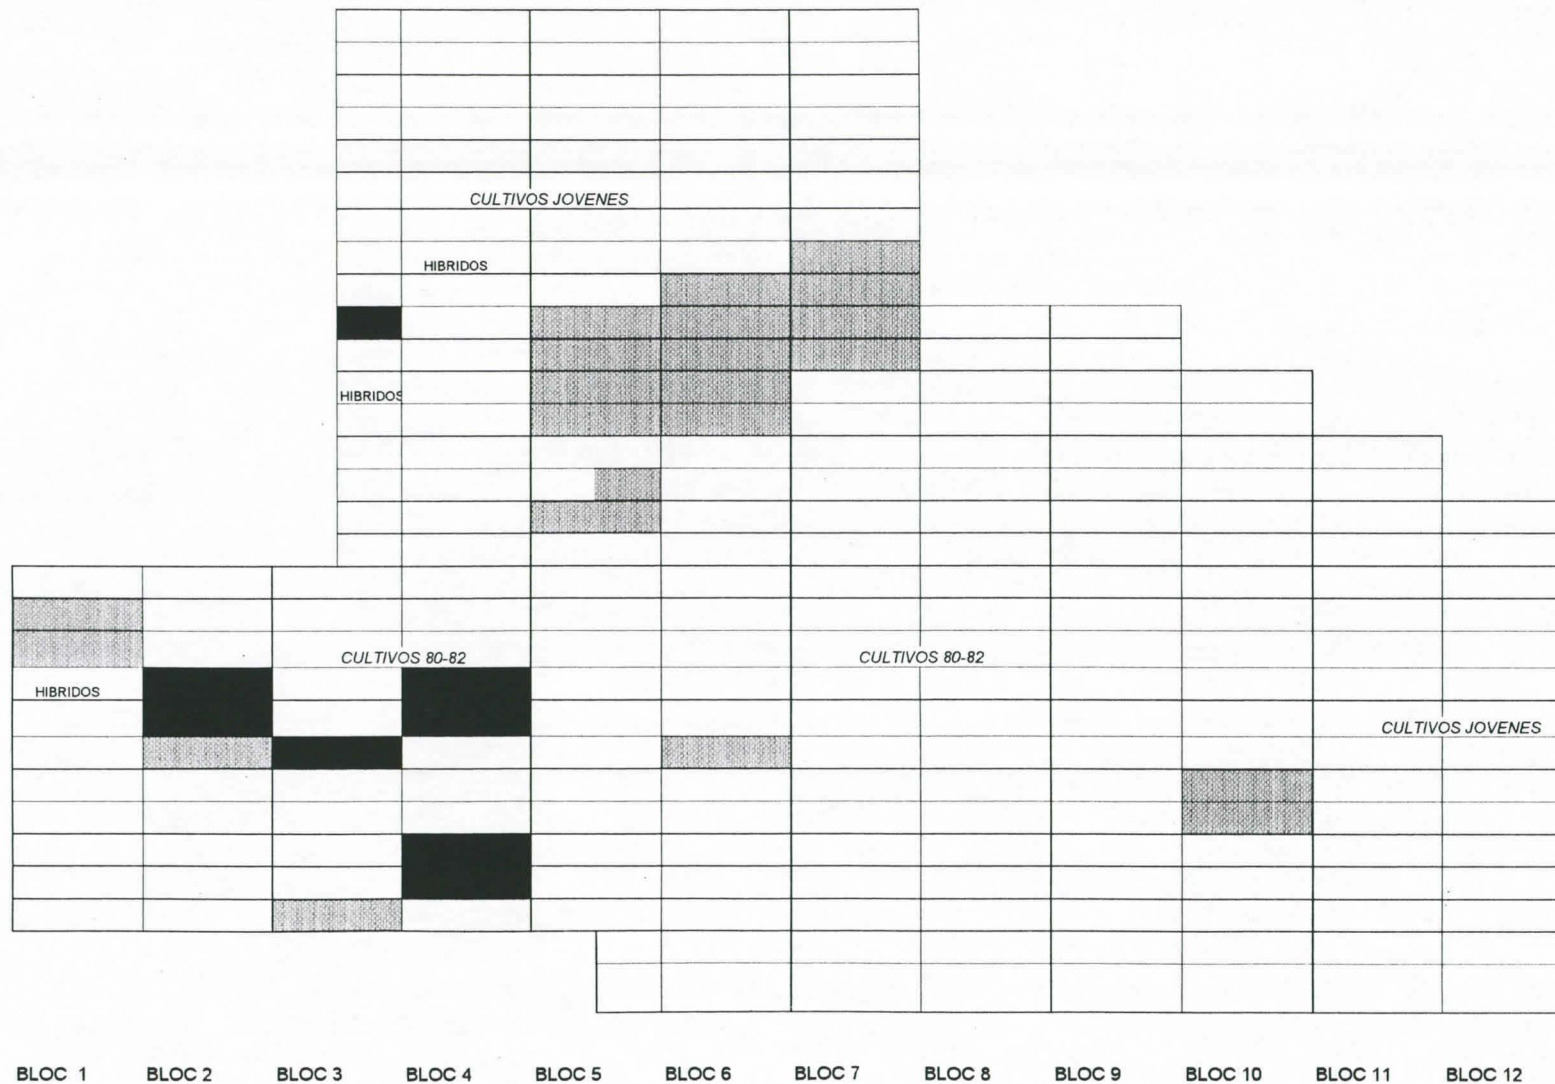 CULTIVOS JOVENES
HIBRIDOS
HIBRIDOS
CULTIVOS 80-82
CULTIVOS 80-82
HIBRIDOS
CULTIVOS JOVENES
BLOC 1 BLOC 2 BLOC 3 BLOC 4 BLOC 5 BLOC 6 BLOC 7 BLOC 8 BLOC 9 BLOC 10 BLOC 11 BLOC 12